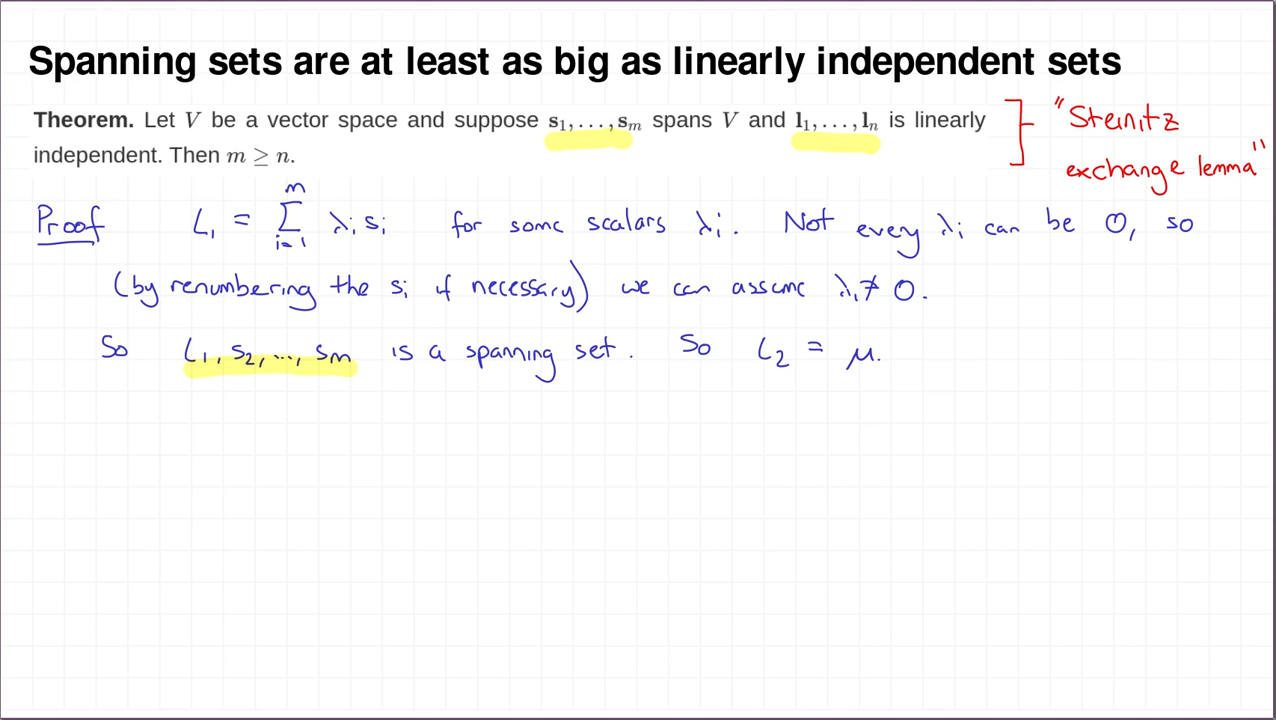 Spanning sets are at least as big as linearly independent sets
Theorem. Let V be a vector space and suppose s₁,…,sₘ spans V and l₁,…,lₙ is linearly
independent. Then m ≥ n.
"Steinitz
exchange lemma"
Proof l₁ = ∑_{i=1}^{m} λᵢ sᵢ for some scalars λᵢ. Not every λᵢ can be 0, so
(by renumbering the sᵢ if necessary) we can assume λ₁ ≠ 0.
So l₁, s₂, ..., sₘ is a spanning set. So l₂ = μ.